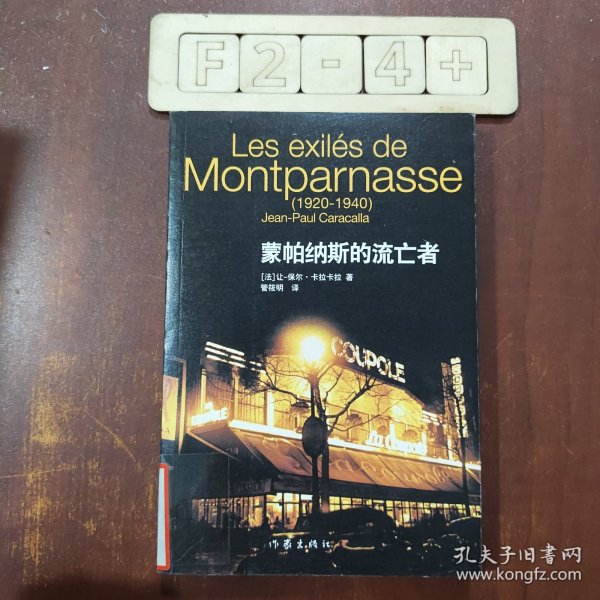 F2-4+
Les exilés de
Montparnasse
(1920-1940)
Jean-Paul Caracalla
蒙帕纳斯的流亡者
[法]让-保尔·卡拉卡拉 著
管筱明 译
COUPOLE
La Coupole
作家出版社
孔夫子旧书网
www.kongfz.com